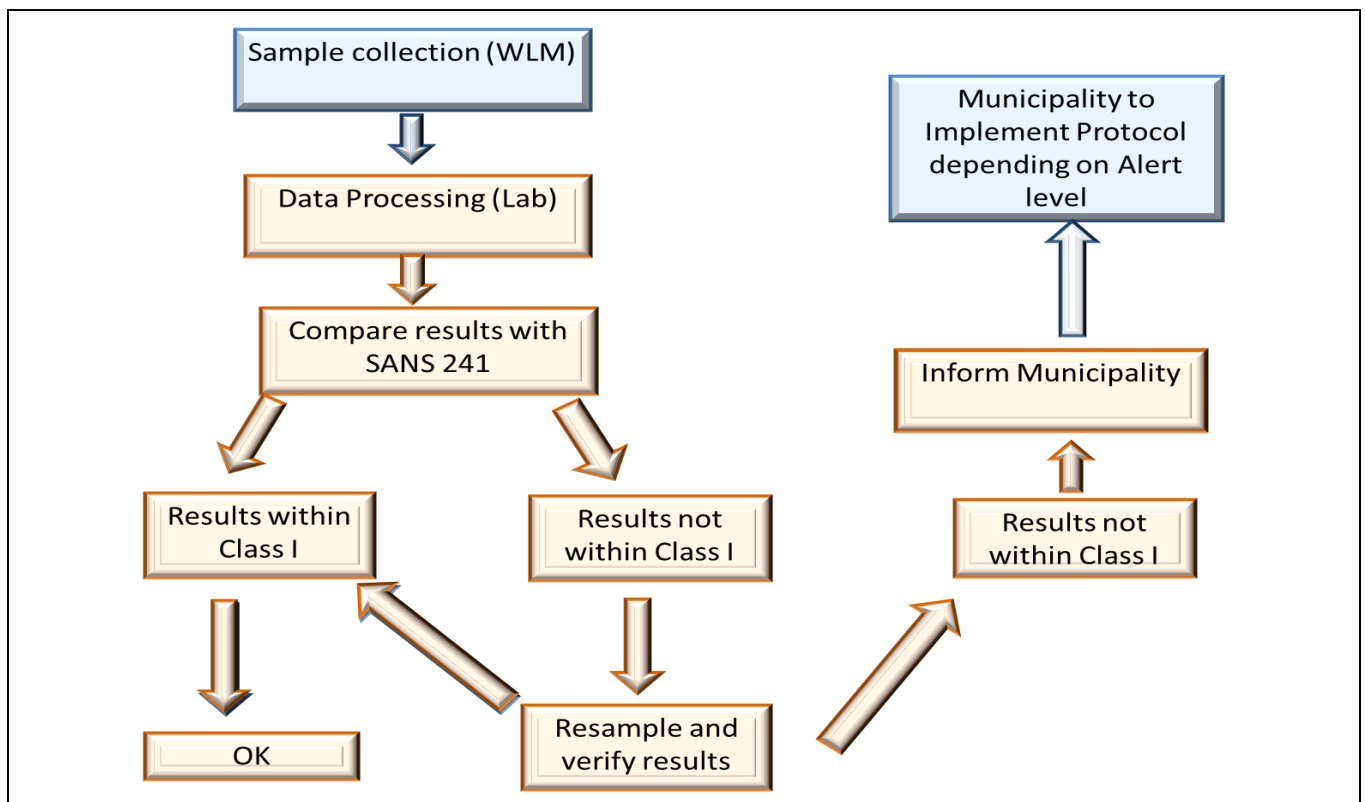 Sample collection (WLM)
Data Processing (Lab)
Compare results with
SANS 241
Results within
Class I
Results not
within Class I
OK
Resample and
verify results
Results not
within Class I
Inform Municipality
Municipality to
Implement Protocol
depending on Alert
level